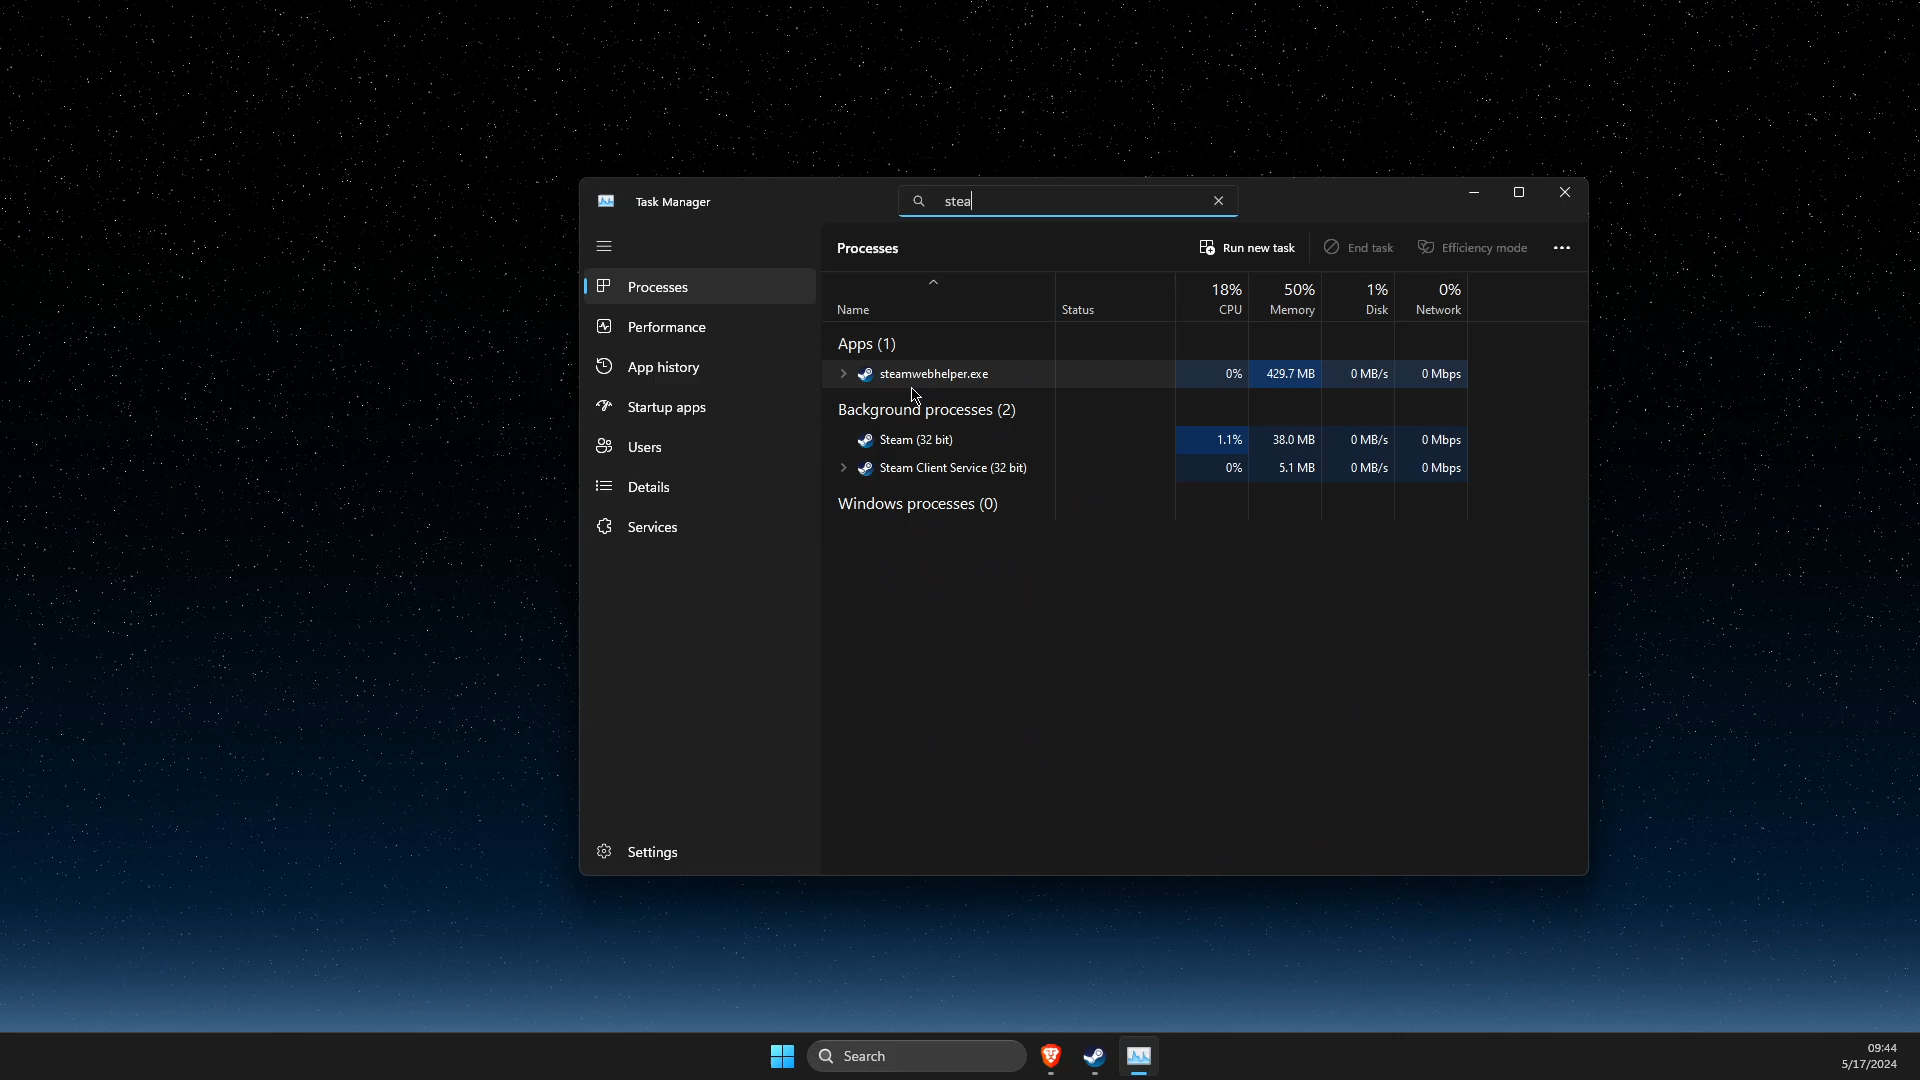 Task Manager
stea
Processes
Run new task
End task
Efficiency mode
Processes
Performance
App history
Startup apps
Users
Details
Services
Settings
18% 50% 1% 0%
Name Status CPU Memory Disk Network
Apps (1)
steamwebhelper.exe 0% 429.7 MB 0 MB/s 0 Mbps
Background processes (2)
Steam (32 bit) 1.1% 38.0 MB 0 MB/s 0 Mbps
Steam Client Service (32 bit) 0% 5.1 MB 0 MB/s 0 Mbps
Windows processes (0)
Search
09:44
5/17/2024